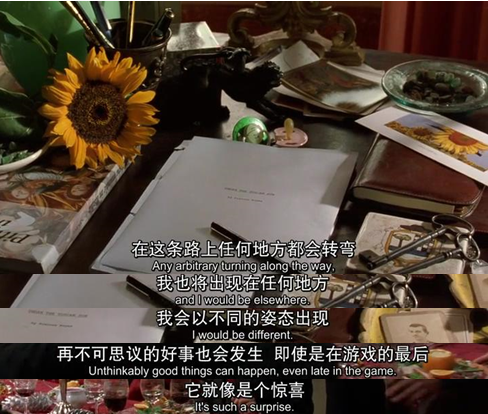 UNDER THE TUSCAN SUN
在这条路上任何地方都会转弯
Any arbitrary turning along the way,
我也将出现在任何地方
and I would be elsewhere.
我会以不同的姿态出现
I would be different.
再不可思议的好事也会发生 即使是在游戏的最后
Unthinkably good things can happen, even late in the game.
它就像是个惊喜
It's such a surprise.